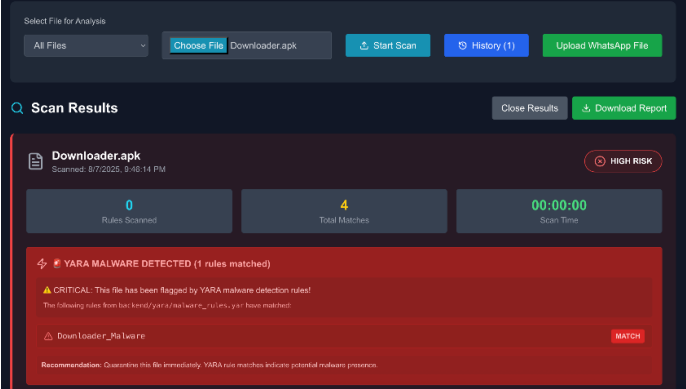 Select File for Analysis
All Files
Choose File Downloader.apk
Start Scan
History (1)
Upload WhatsApp File
Scan Results
Close Results
Download Report
Downloader.apk
Scanned: 8/7/2025, 9:48:14 PM
HIGH RISK
0
Rules Scanned
4
Total Matches
00:00:00
Scan Time
YARA MALWARE DETECTED (1 rules matched)
CRITICAL: This file has been flagged by YARA malware detection rules!
The following rules from backend/yara/malware_rules.yar have matched:
Downloader_Malware
MATCH
Recommendation: Quarantine this file immediately. YARA rule matches indicate potential malware presence.